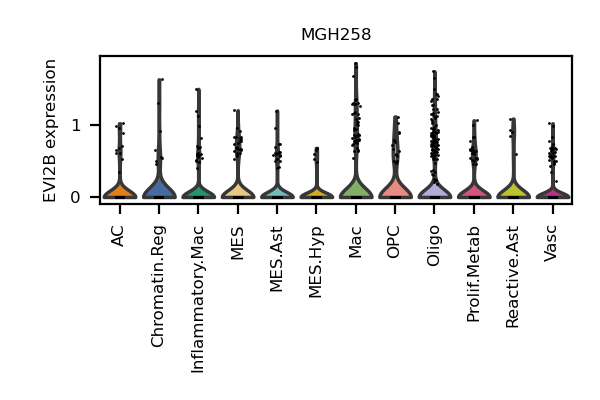 MGH258
EVI2B expression
1
0
AC
Chromatin.Reg
Inflammatory.Mac
MES
MES.Ast
MES.Hyp
Mac
OPC
Oligo
Prolif.Metab
Reactive.Ast
Vasc